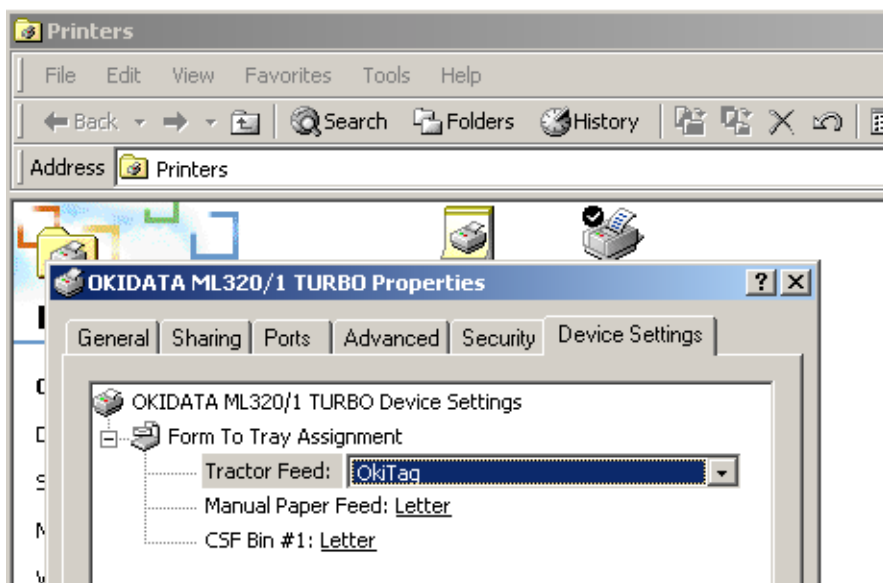 Printers
File Edit View Favorites Tools Help
Back Search Folders History
Address Printers
OKIDATA ML320/1 TURBO Properties
General Sharing Ports Advanced Security Device Settings
OKIDATA ML320/1 TURBO Device Settings
Form To Tray Assignment
Tractor Feed: OkiTag
Manual Paper Feed: Letter
CSF Bin #1: Letter